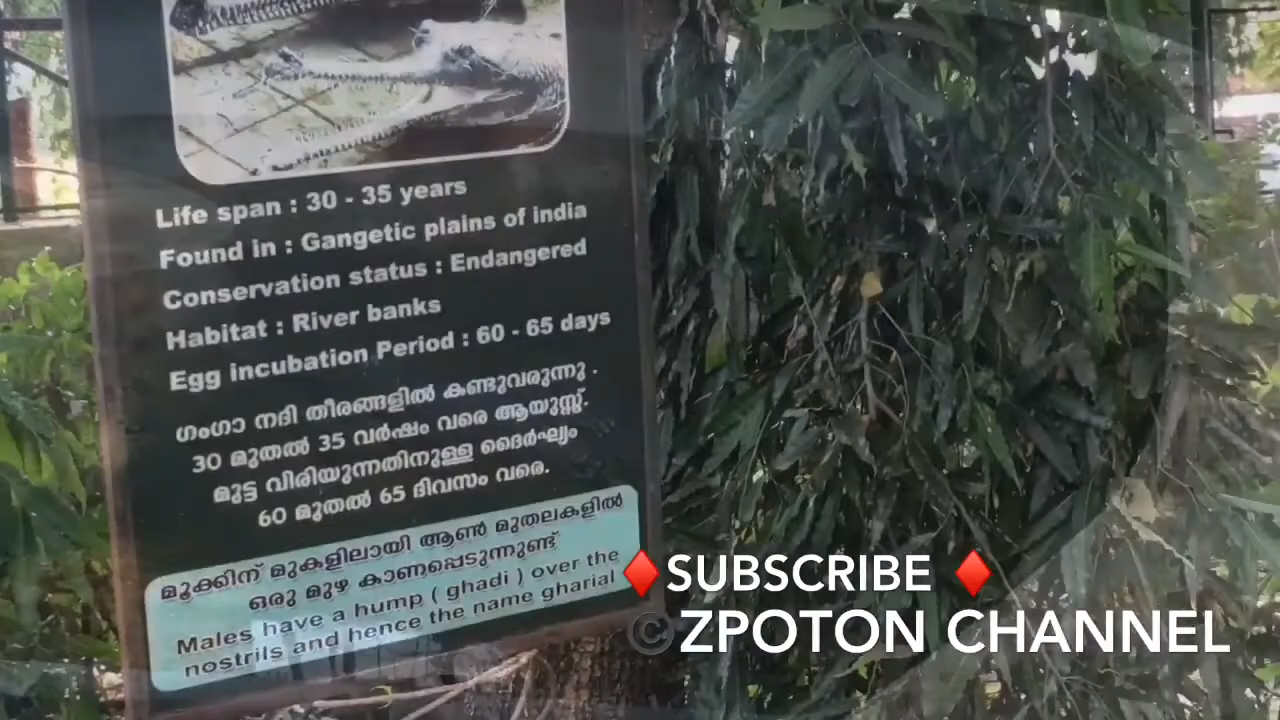 Life span : 30 - 35 years
Found in : Gangetic plains of india
Conservation status : Endangered
Habitat : River banks
Egg incubation Period : 60 - 65 days
ഗംഗാ നദി തീരങ്ങളിൽ കണ്ടുവരുന്നു .
30 മുതൽ 35 വർഷം വരെ ആയുസ്സ്.
മുട്ട വിരിയുന്നതിനുള്ള ദൈർഘ്യം
60 മുതൽ 65 ദിവസം വരെ.
മൂക്കിന് മുകളിലായി ആൺ മുതലകളിൽ
ഒരു മുഴ കാണപ്പെടുന്നുണ്ട്
Males have a hump ( ghadi ) over the
nostrils and hence the name gharial
♦SUBSCRIBE ♦
©ZPOTON CHANNEL